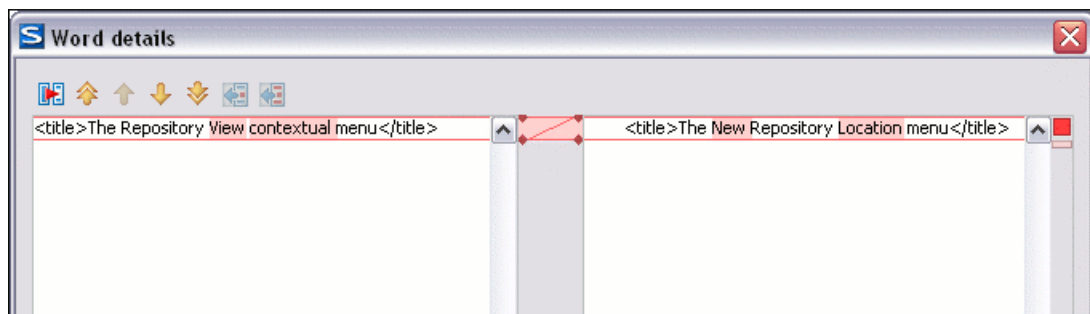 Word details
<title>The Repository View contextual menu</title>
<title>The New Repository Location menu</title>